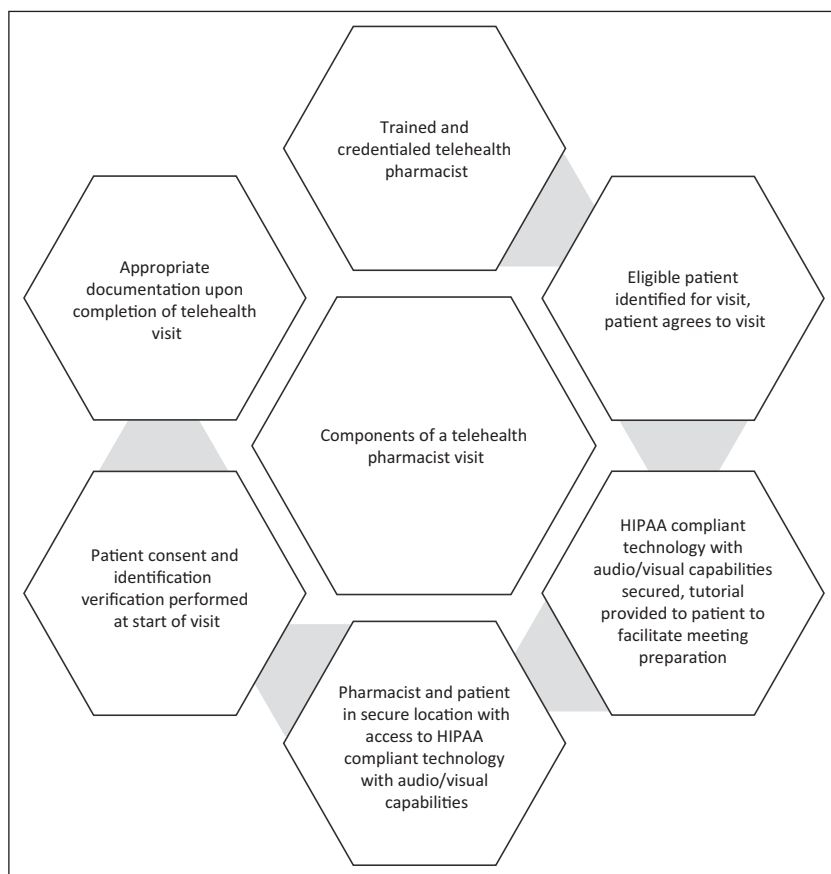 Trained and
credentialed telehealth
pharmacist
Eligible patient
identified for visit,
patient agrees to visit
HIPAA compliant
technology with
audio/visual capabilities
secured, tutorial
provided to patient to
facilitate meeting
preparation
Pharmacist and patient
in secure location with
access to HIPAA
compliant technology
with audio/visual
capabilities
Patient consent and
identification
verification performed
at start of visit
Appropriate
documentation upon
completion of telehealth
visit
Components of a telehealth
pharmacist visit